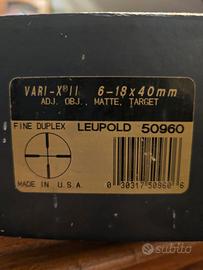 VARI-X®II 6-18x40mm
ADJ. OBJ., MATTE, TARGET
FINE DUPLEX LEUPOLD 50960
MADE IN U.S.A.
0 30317 50960 6
subito